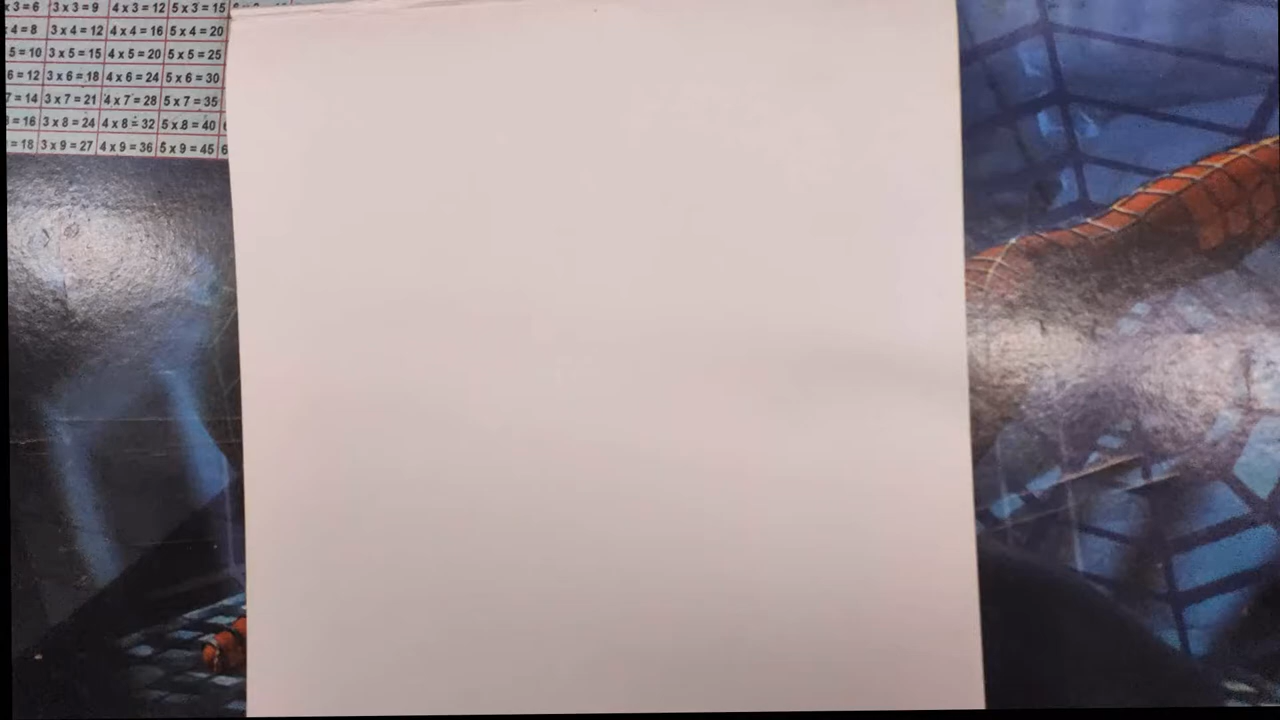 x 3 = 6 3 x 3 = 9 4 x 3 = 12 5 x 3 = 15
x 4 = 8 3 x 4 = 12 4 x 4 = 16 5 x 4 = 20
5 = 10 3 x 5 = 15 4 x 5 = 20 5 x 5 = 25
6 = 12 3 x 6 = 18 4 x 6 = 24 5 x 6 = 30
7 = 14 3 x 7 = 21 4 x 7 = 28 5 x 7 = 35
= 16 3 x 8 = 24 4 x 8 = 32 5 x 8 = 40
= 18 3 x 9 = 27 4 x 9 = 36 5 x 9 = 45 6